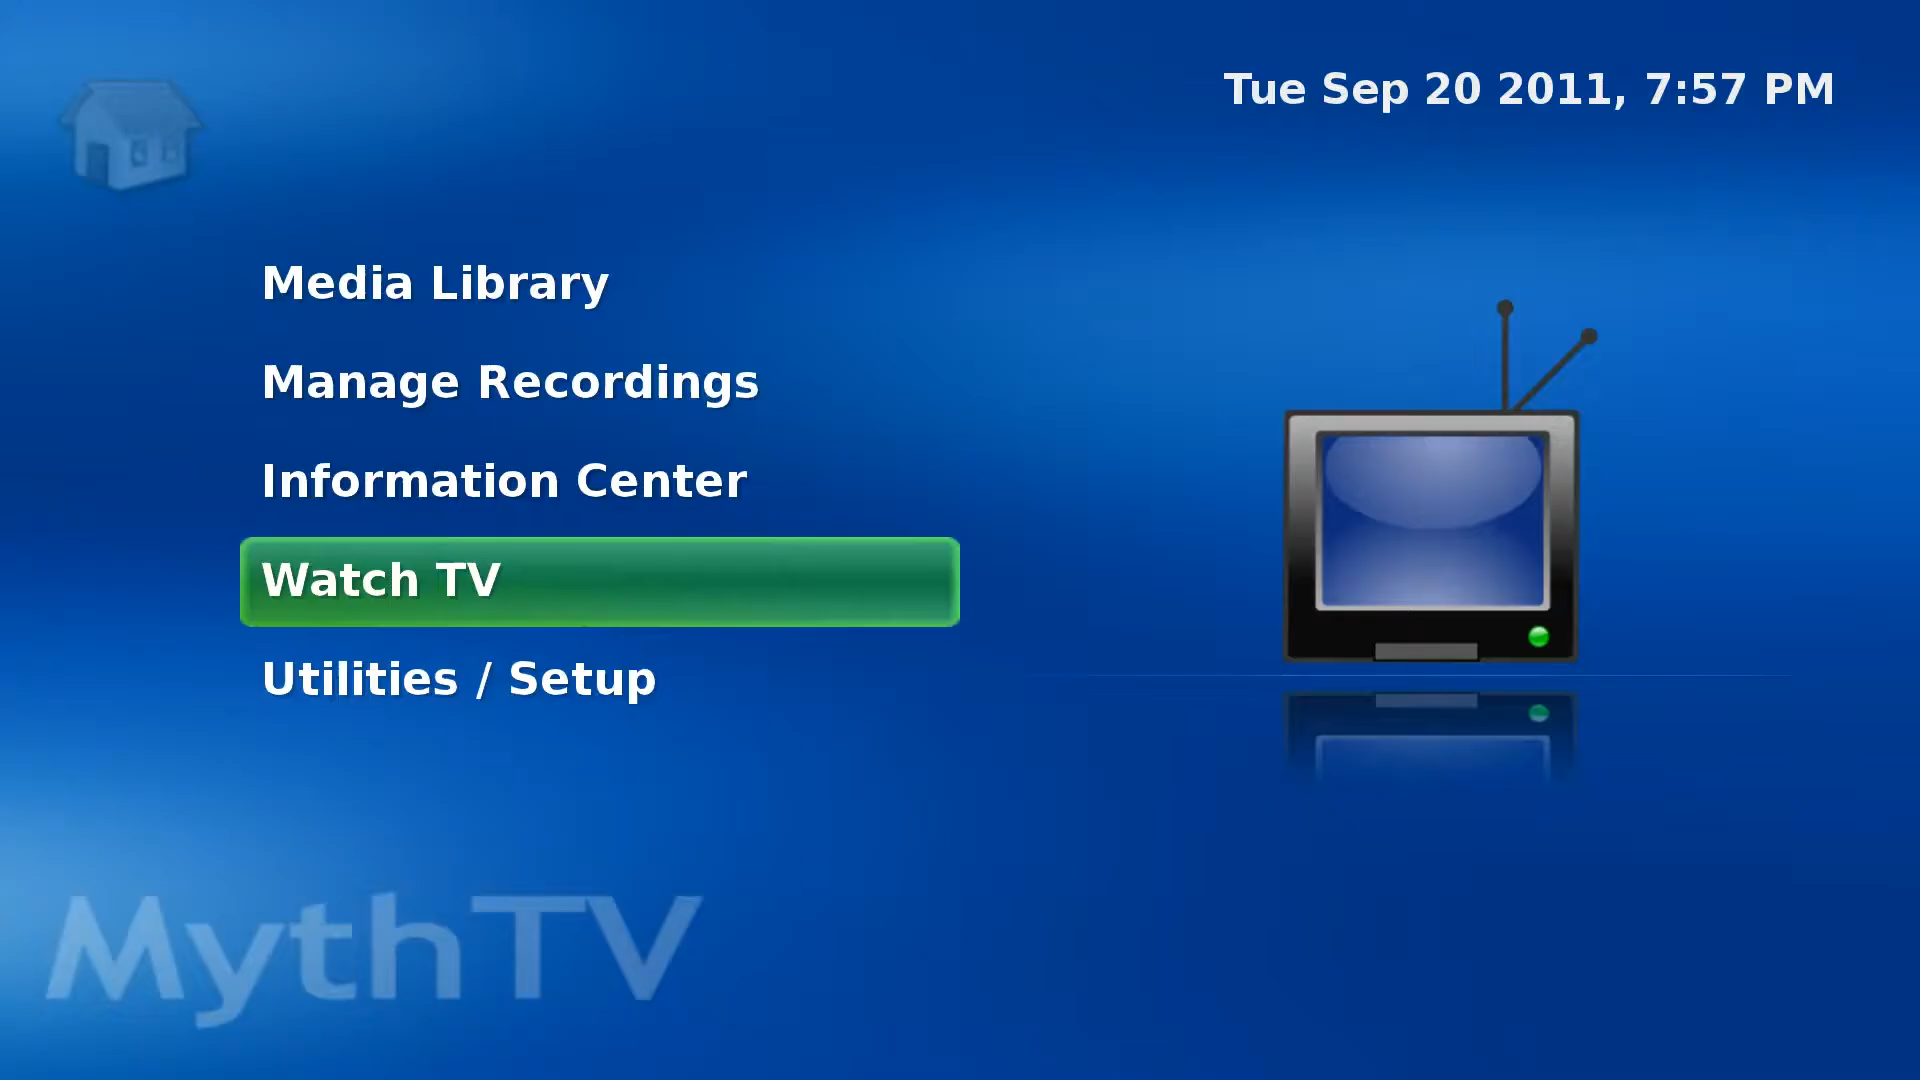 Tue Sep 20 2011, 7:57 PM
Media Library
Manage Recordings
Information Center
Watch TV
Utilities / Setup
MythTV